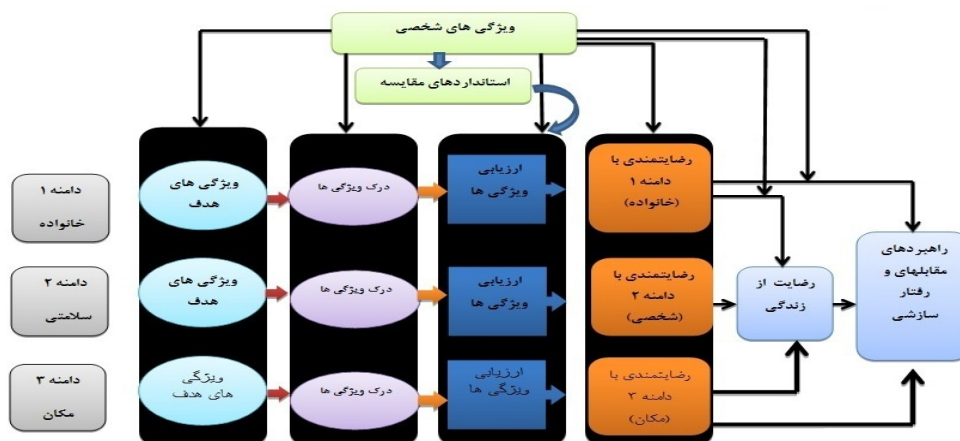 ویژگی های شخصی
استانداردهای مقایسه
دامنه ۱
خانواده
ویژگی های
هدف
درک ویژگی ها
ارزیابی
ویژگی ها
رضایتمندی با
دامنه ۱
(خانواده)
دامنه ۲
سلامتی
ویژگی های
هدف
درک ویژگی ها
ارزیابی
ویژگی ها
رضایتمندی با
دامنه ۲
(شخصی)
رضایت از
زندگی
راهبردهای
مقابلهای و
رفتار
سازشی
دامنه ۳
مکان
ویژگی
های هدف
درک ویژگی ها
ارزیابی
ویژگی ها
رضایتمندی با
دامنه ۳
(مکان)